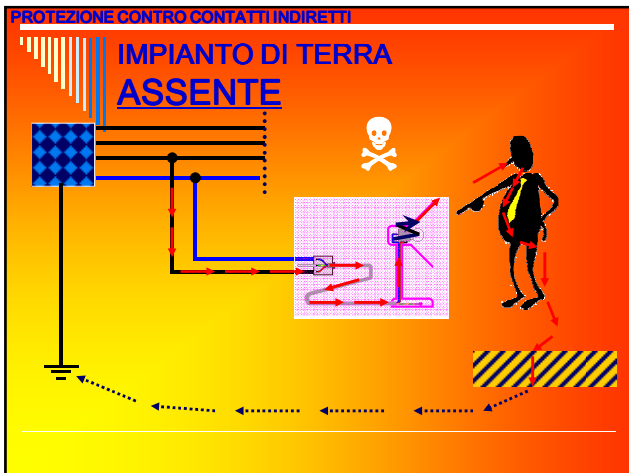 PROTEZIONE CONTRO CONTATTI INDIRETTI
IMPIANTO DI TERRA
ASSENTE